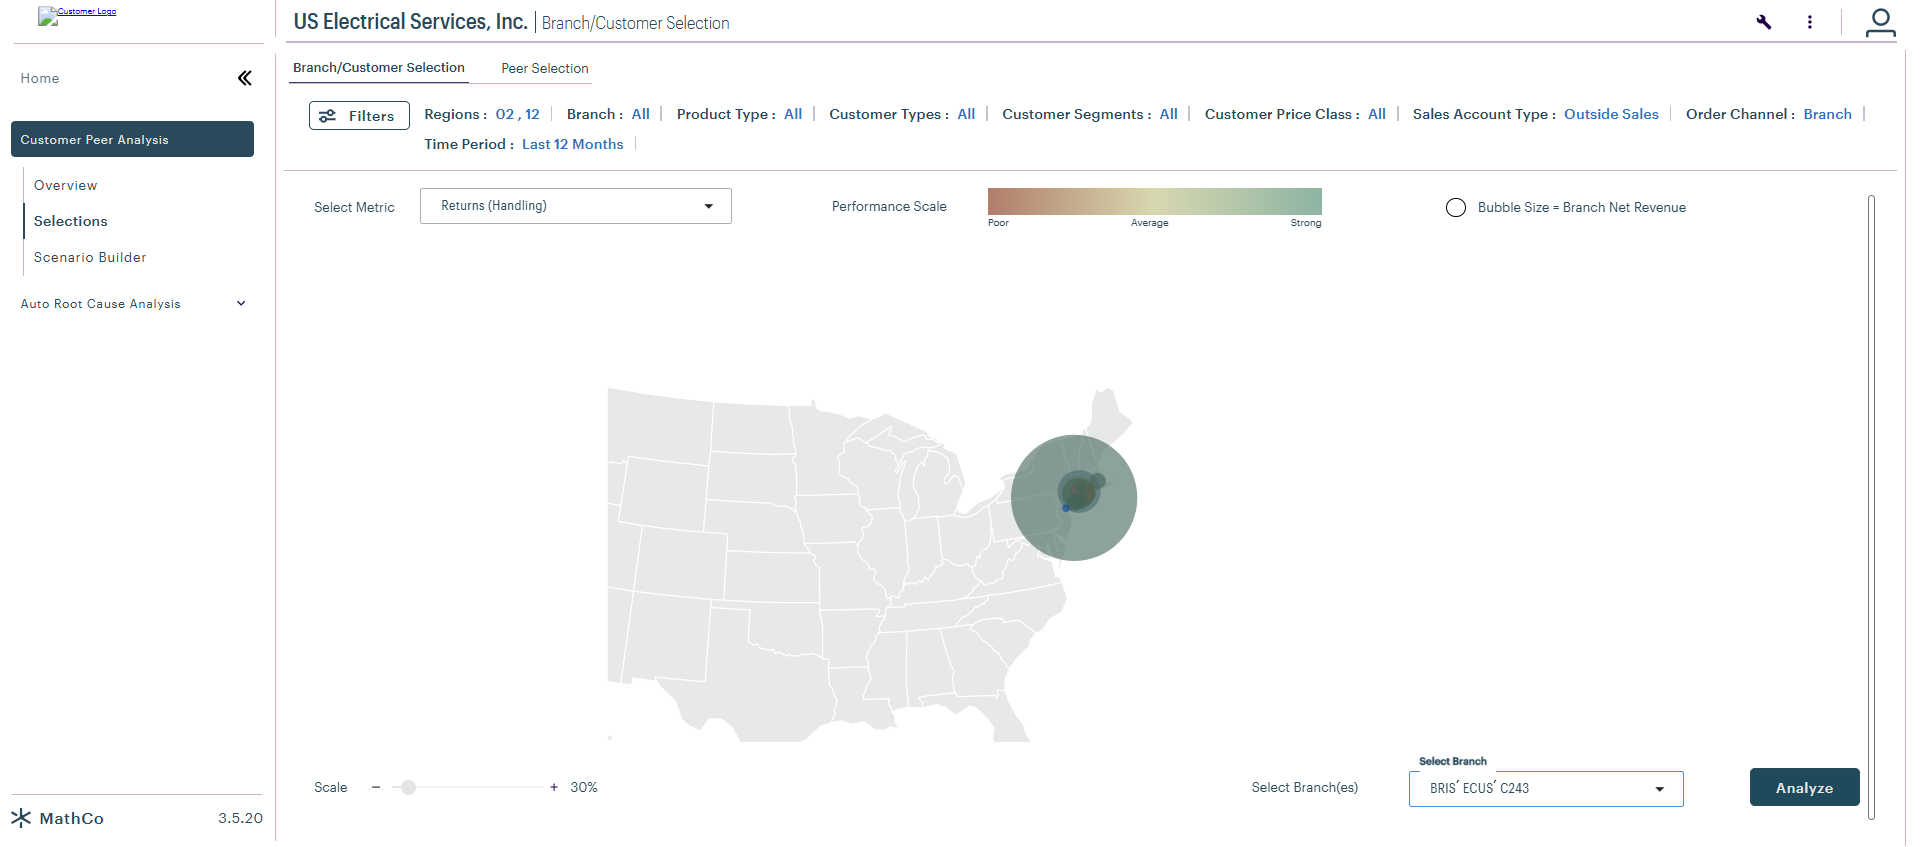 Customer Logo
US Electrical Services, Inc. | Branch/Customer Selection
Home
Branch/Customer Selection
Peer Selection
Filters
Regions : 02 , 12
Branch : All
Product Type : All
Customer Types : All
Customer Segments : All
Customer Price Class : All
Sales Account Type : Outside Sales
Order Channel : Branch
Time Period : Last 12 Months
Customer Peer Analysis
Overview
Selections
Scenario Builder
Auto Root Cause Analysis
Select Metric
Returns (Handling)
Performance Scale
Poor
Average
Strong
Bubble Size = Branch Net Revenue
Scale
− + 30%
Select Branch(es)
Select Branch
BRIS′ ECUS′ C243
Analyze
MathCo
3.5.20